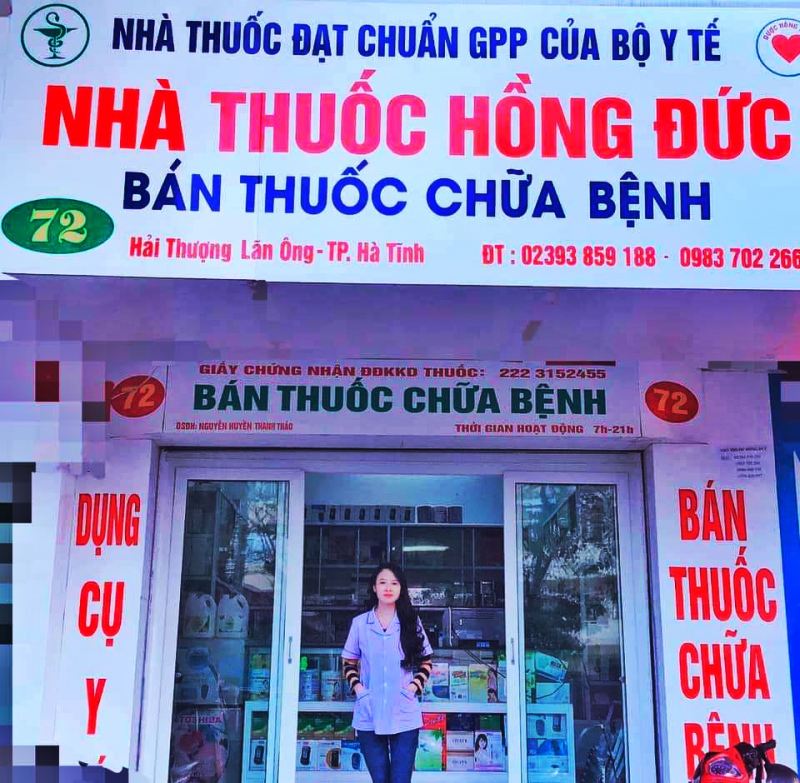 NHÀ THUỐC ĐẠT CHUẨN GPP CỦA BỘ Y TẾ
DƯỢC HỒNG
NHÀ THUỐC HỒNG ĐỨC
BÁN THUỐC CHỮA BỆNH
72
Hải Thượng Lãn Ông - TP. Hà Tĩnh
ĐT : 02393 859 188 - 0983 702 266
GIẤY CHỨNG NHẬN ĐĐKKD THUỐC: 222 3152455
72
BÁN THUỐC CHỮA BỆNH
72
DSĐH: NGUYỄN HUYỀN THANH THẢO
THỜI GIAN HOẠT ĐỘNG 7h-21h
DỤNG
CỤ
Y
BÁN
THUỐC
CHỮA
BỆNH
TOSHIBA